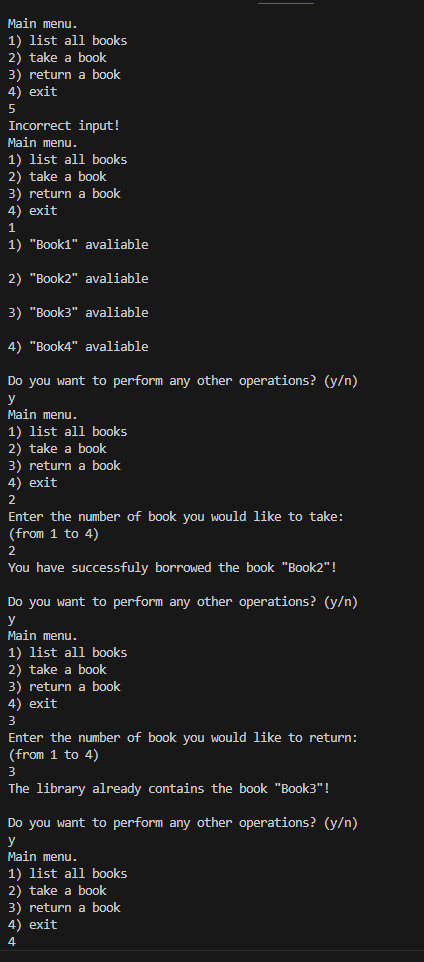 Main menu.
1) list all books
2) take a book
3) return a book
4) exit
5
Incorrect input!
Main menu.
1) list all books
2) take a book
3) return a book
4) exit
1
1) "Book1" avaliable
2) "Book2" avaliable
3) "Book3" avaliable
4) "Book4" avaliable
Do you want to perform any other operations? (y/n)
y
Main menu.
1) list all books
2) take a book
3) return a book
4) exit
2
Enter the number of book you would like to take:
(from 1 to 4)
2
You have successfuly borrowed the book "Book2"!
Do you want to perform any other operations? (y/n)
y
Main menu.
1) list all books
2) take a book
3) return a book
4) exit
3
Enter the number of book you would like to return:
(from 1 to 4)
3
The library already contains the book "Book3"!
Do you want to perform any other operations? (y/n)
y
Main menu.
1) list all books
2) take a book
3) return a book
4) exit
4